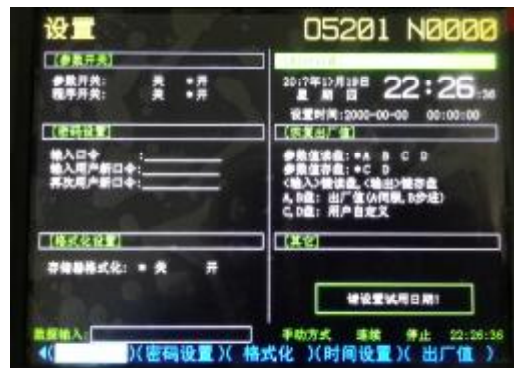 设置
O5201 N0000
(参数开关)
参数开关: 关 *开
程序开关: 关 *开
(密码设置)
输入口令 :
输入用户新口令:
再次用户新口令:
(格式化设置)
存储器格式化: * 关 开
星期四
22:26:36
设置时间:2000-00-00 00:00:00
(恢复出厂值)
参数值读盘:*A B C D
参数值存盘:*C D
<输入>键读盘,<输出>键存盘
A,B盘: 出厂值(A伺服,B步进)
C,D盘: 用户自定义
(其它)
请设置试用日期!
数据输入:
手动方式 连续 停止 22:26:36
)(密码设置)( 格式化 )(时间设置)( 出厂值 )